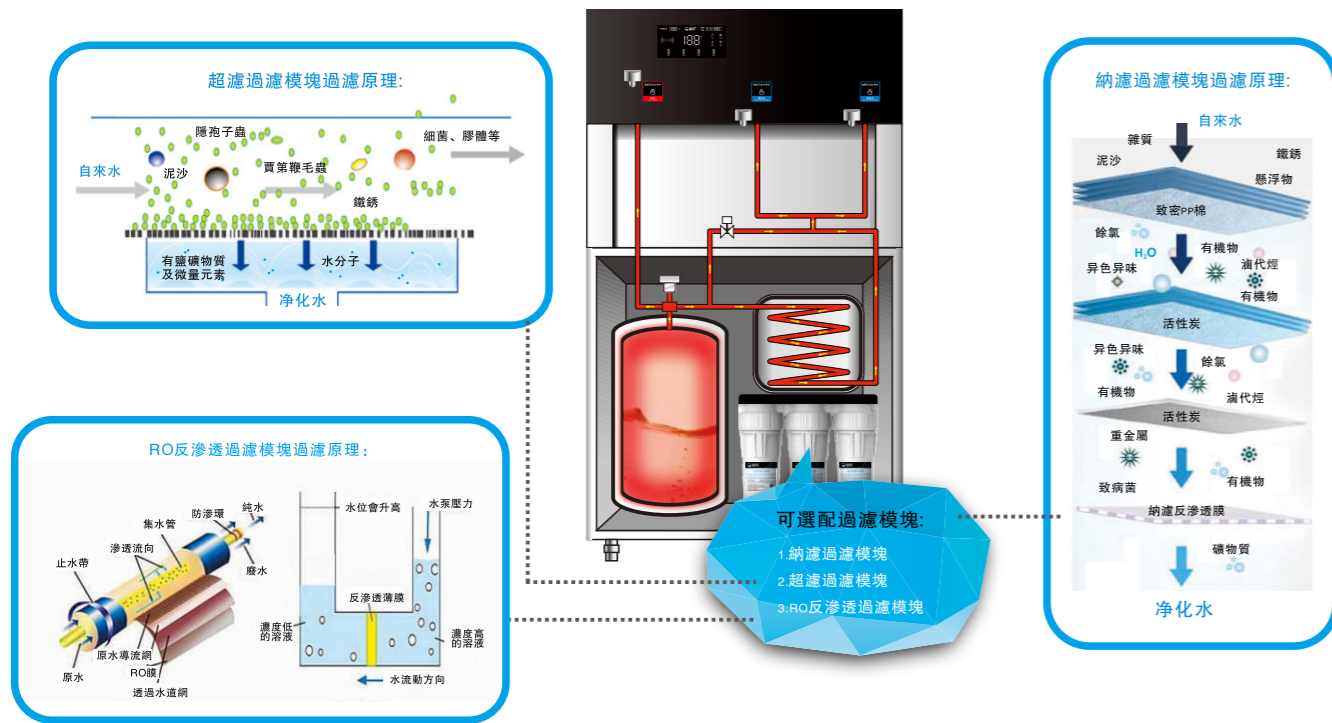 超濾過濾模塊過濾原理:
隱孢子蟲
細菌、膠體等
自來水
泥沙
賈第鞭毛蟲
鐵銹
有鹽礦物質
及微量元素
水分子
净化水
RO反滲透過濾模塊過濾原理:
純水
防滲環
集水管
滲透流向
止水帶
廢水
原水導流網
RO膜
原水
透過水道網
水位會升高
水泵壓力
反滲透薄膜
濃度低
的溶液
濃度高
的溶液
水流動方向
188
可選配過濾模塊:
1.納濾過濾模塊
2.超濾過濾模塊
3.RO反滲透過濾模塊
納濾過濾模塊過濾原理:
自來水
雜質
泥沙
鐵銹
懸浮物
致密PP棉
餘氯
H₂O
有機物
异色异味
滷代烴
有機物
活性炭
异色异味
餘氯
有機物
滷代烴
活性炭
重金屬
致病菌
有機物
納濾反滲透膜
礦物質
净化水